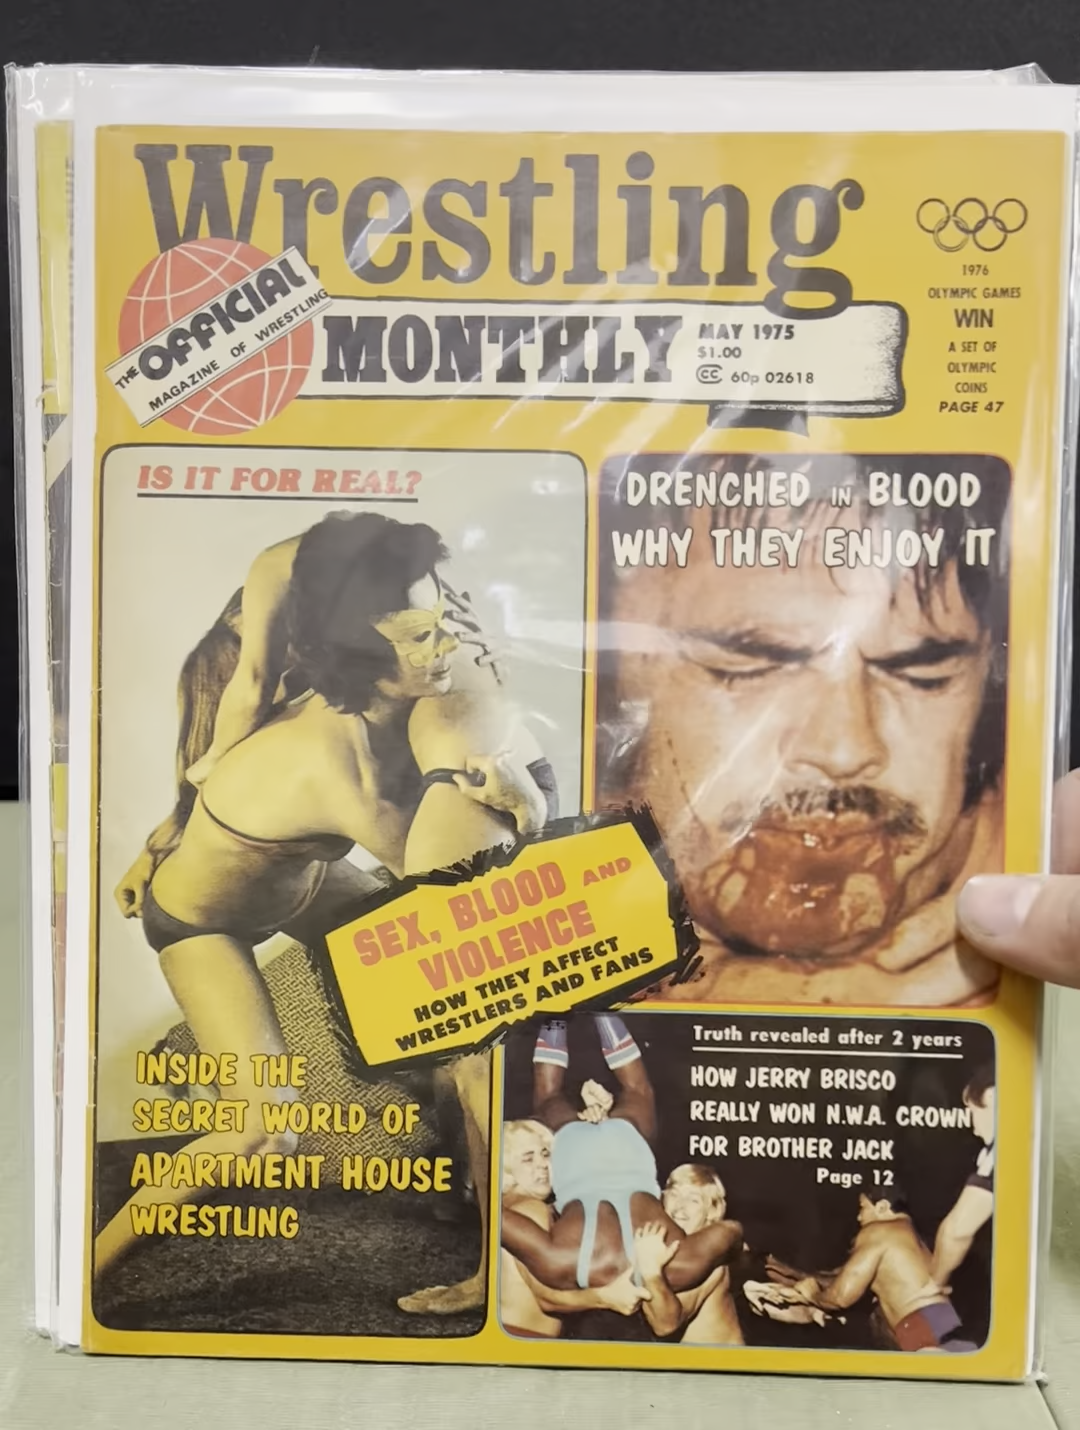 Wrestling
THE OFFICIAL
MAGAZINE OF WRESTLING
MONTHLY
MAY 1975
$1.00
CC 60p 02618
1976
OLYMPIC GAMES
WIN
A SET OF
OLYMPIC
COINS
PAGE 47
IS IT FOR REAL?
DRENCHED IN BLOOD
WHY THEY ENJOY IT
SEX, BLOOD AND
VIOLENCE
HOW THEY AFFECT
WRESTLERS AND FANS
INSIDE THE
SECRET WORLD OF
APARTMENT HOUSE
WRESTLING
Truth revealed after 2 years
HOW JERRY BRISCO
REALLY WON N.W.A. CROWN
FOR BROTHER JACK
Page 12